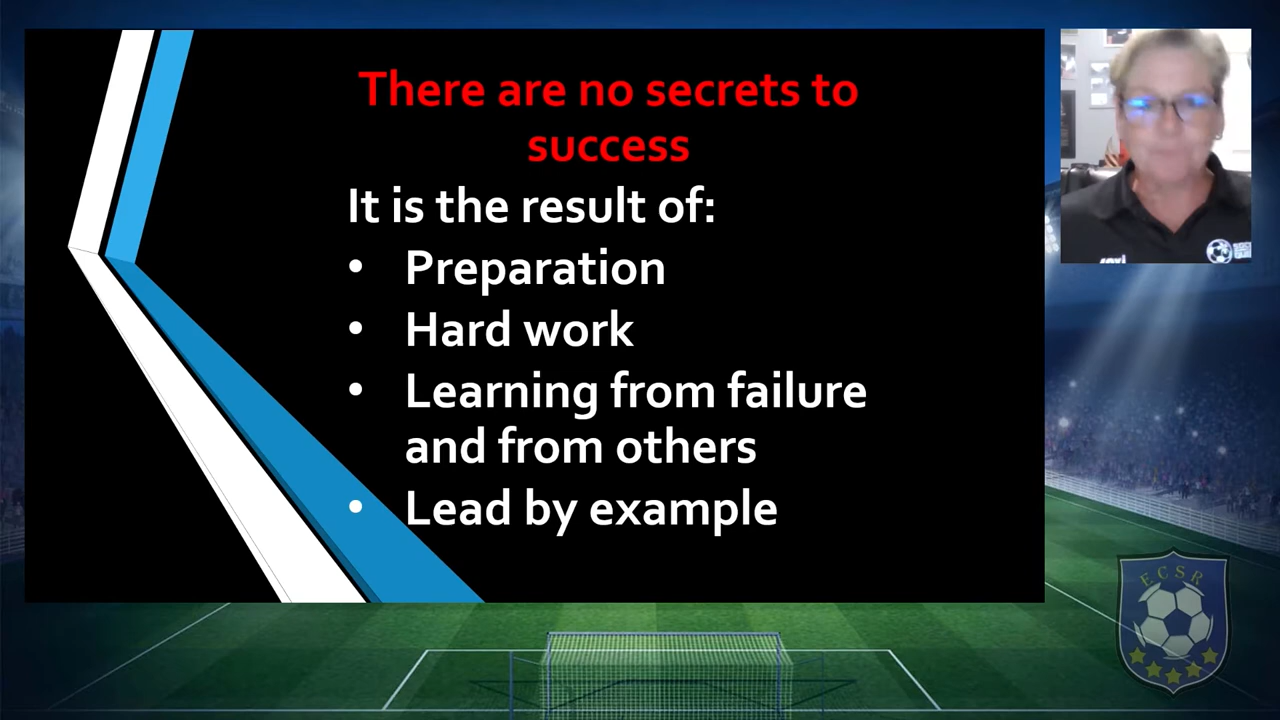 There are no secrets to
success
It is the result of:
• Preparation
• Hard work
• Learning from failure
and from others
• Lead by example
ECSR